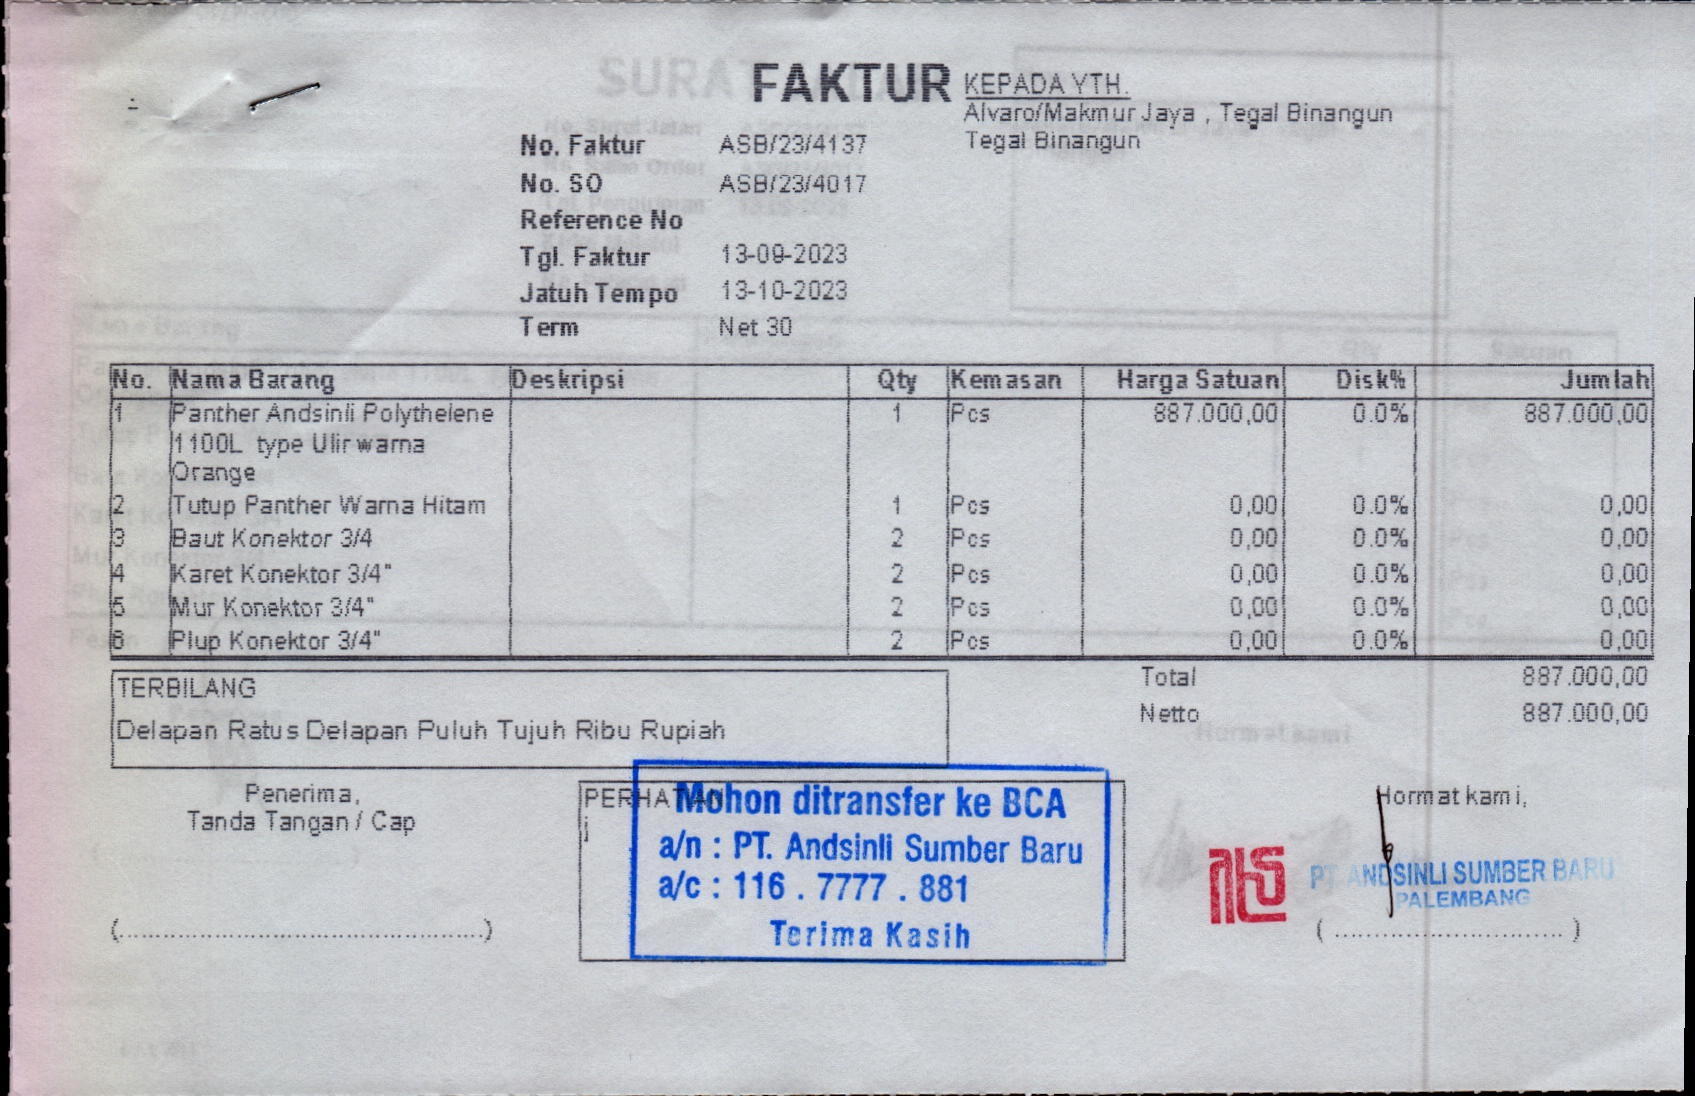 FAKTUR
KEPADA YTH.
Alvaro/Makmur Jaya , Tegal Binangun
Tegal Binangun
No. Faktur ASB/23/4137
No. SO ASB/23/4017
Reference No
Tgl. Faktur 13-09-2023
Jatuh Tempo 13-10-2023
Term Net 30
No. Nama Barang Deskripsi Qty Kemasan Harga Satuan Disk% Jumlah
1 Panther Andsinli Polythelene 1 Pcs 887.000,00 0.0% 887.000,00
1100L type Ulir warna
Orange
2 Tutup Panther Warna Hitam 1 Pcs 0,00 0.0% 0,00
3 Baut Konektor 3/4 2 Pcs 0,00 0.0% 0,00
4 Karet Konektor 3/4" 2 Pcs 0,00 0.0% 0,00
5 Mur Konektor 3/4" 2 Pcs 0,00 0.0% 0,00
6 Plup Konektor 3/4" 2 Pcs 0,00 0.0% 0,00
Total 887.000,00
Netto 887.000,00
TERBILANG
Delapan Ratus Delapan Puluh Tujuh Ribu Rupiah
Penerima,
Tanda Tangan / Cap
(..............................................)
PERHATIAN
Mohon ditransfer ke BCA
a/n : PT. Andsinli Sumber Baru
a/c : 116 . 7777 . 881
Terima Kasih
Hormat kami,
PT ANDSINLI SUMBER BARU
PALEMBANG
( ............................. )